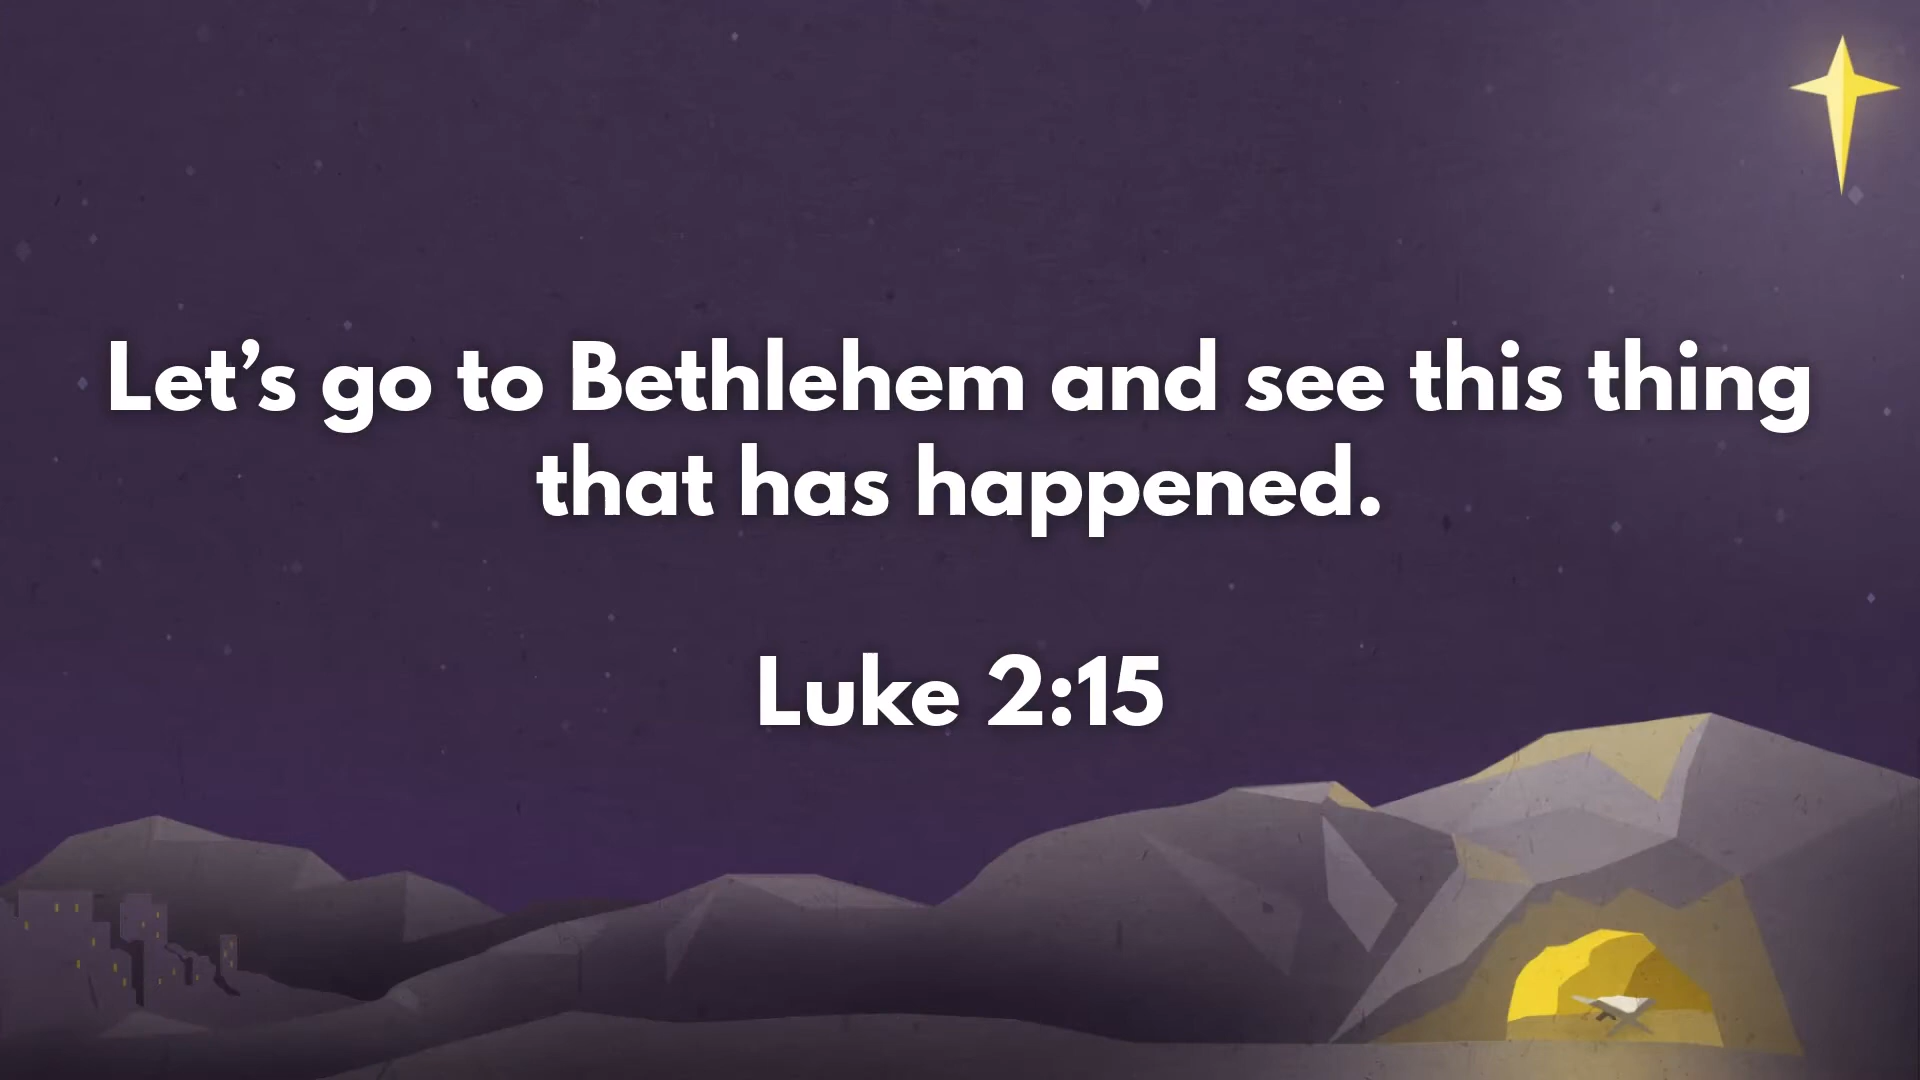 Let’s go to Bethlehem and see this thing
that has happened.
Luke 2:15